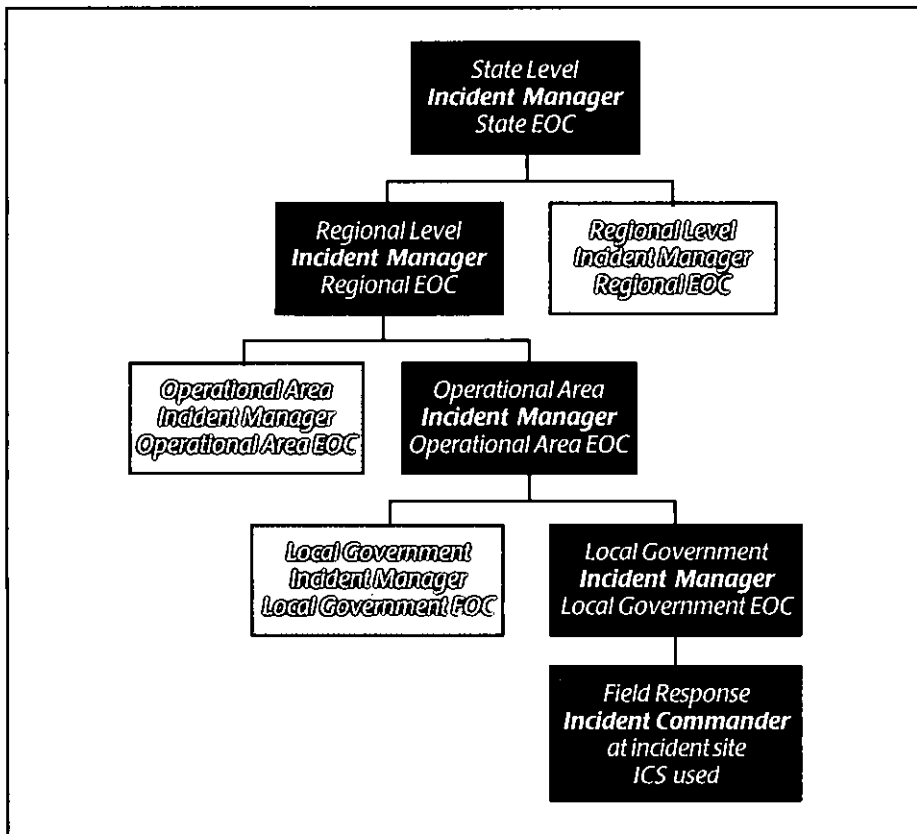 State Level
Incident Manager
State EOC
Regional Level
Incident Manager
Regional EOC
Regional Level
Incident Manager
Regional EOC
Operational Area
Incident Manager
Operational Area EOC
Operational Area
Incident Manager
Operational Area EOC
Local Government
Incident Manager
Local Government EOC
Local Government
Incident Manager
Local Government EOC
Field Response
Incident Commander
at incident site
ICS used